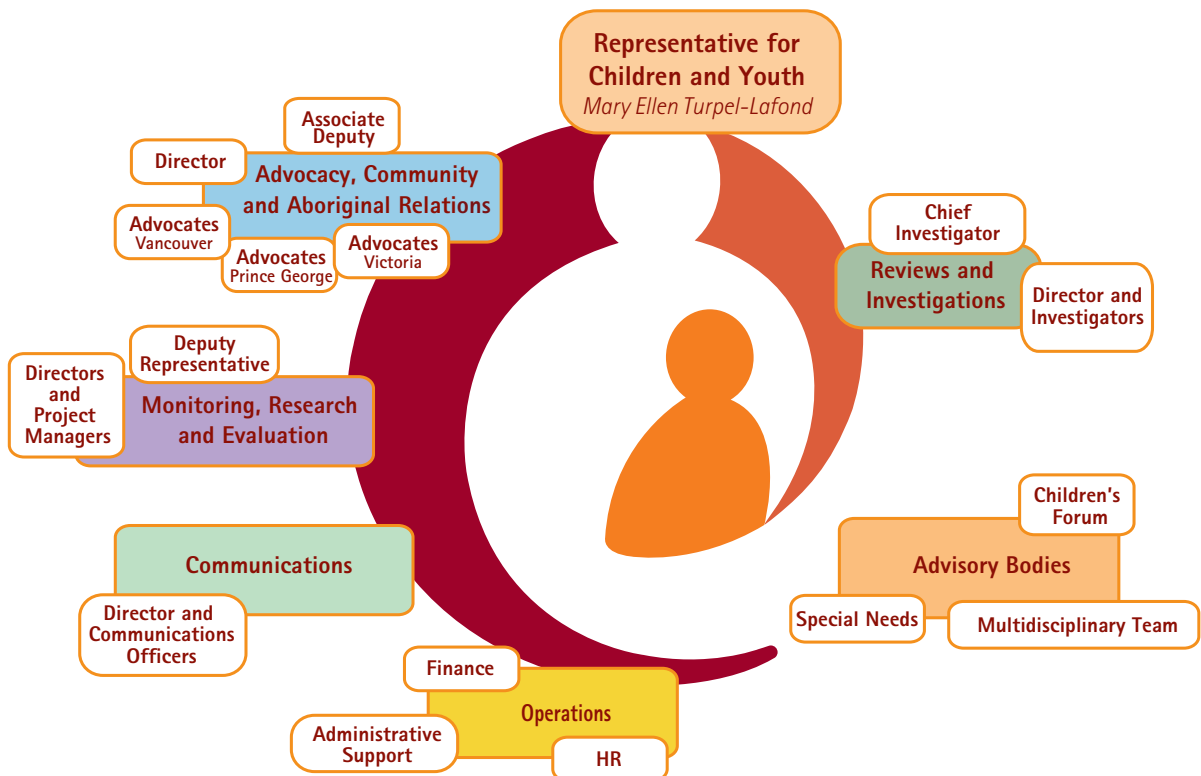 Representative for
Children and Youth
Mary Ellen Turpel-Lafond
Associate
Deputy
Director
Advocacy, Community
and Aboriginal Relations
Advocates
Vancouver
Advocates
Prince George
Advocates
Victoria
Chief
Investigator
Reviews and
Investigations
Director and
Investigators
Deputy
Representative
Directors
and
Project
Managers
Monitoring, Research
and Evaluation
Children's
Forum
Advisory Bodies
Special Needs
Multidisciplinary Team
Communications
Director and
Communications
Officers
Finance
Operations
Administrative
Support
HR